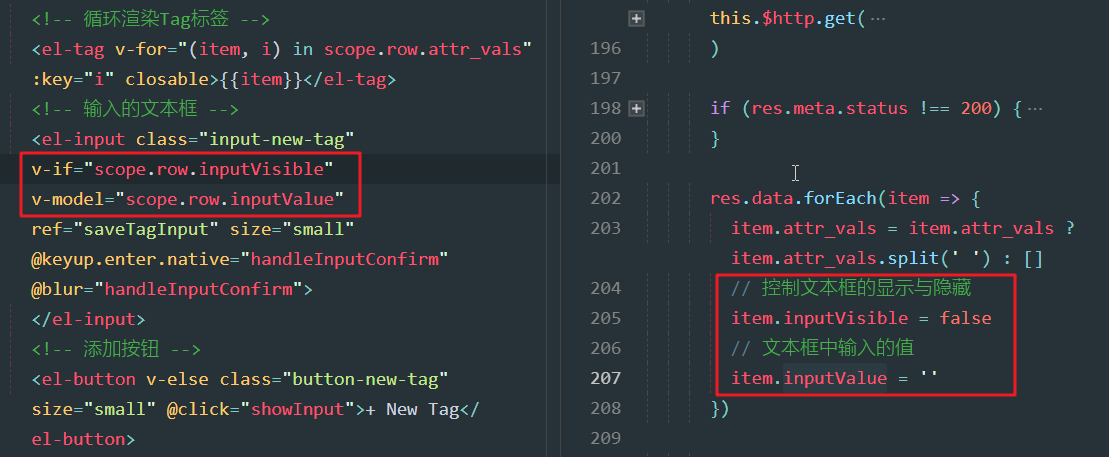 <!-- 循环渲染Tag标签 -->
<el-tag v-for="(item, i) in scope.row.attr_vals"
:key="i" closable>{{item}}</el-tag>
<!-- 输入的文本框 -->
<el-input class="input-new-tag"
v-if="scope.row.inputVisible"
v-model="scope.row.inputValue"
ref="saveTagInput" size="small"
@keyup.enter.native="handleInputConfirm"
@blur="handleInputConfirm">
</el-input>
<!-- 添加按钮 -->
<el-button v-else class="button-new-tag"
size="small" @click="showInput">+ New Tag</
el-button>
this.$http.get(…
196 )
197
198 if (res.meta.status !== 200) {…
200 }
201
202 res.data.forEach(item => {
203 item.attr_vals = item.attr_vals ?
item.attr_vals.split(' ') : []
204 // 控制文本框的显示与隐藏
205 item.inputVisible = false
206 // 文本框中输入的值
207 item.inputValue = ''
208 })
209